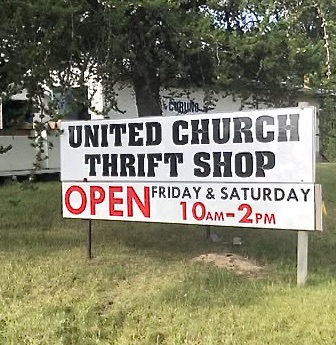 UNITED CHURCH
THRIFT SHOP
OPEN FRIDAY & SATURDAY
10AM-2PM